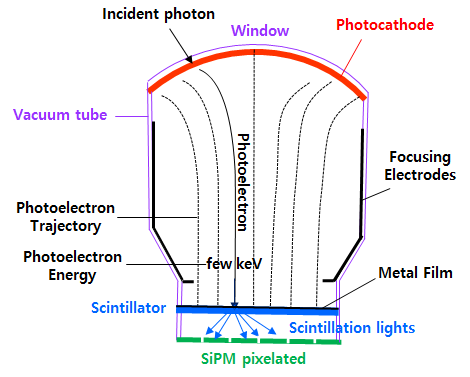 Incident photon
Window
Photocathode
Vacuum tube
Photoelectron
Focusing
Electrodes
Photoelectron
Trajectory
Photoelectron
Energy
few keV
Metal Film
Scintillator
Scintillation lights
SiPM pixelated